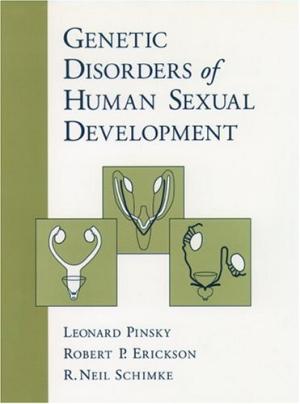 GENETIC
DISORDERS of
HUMAN SEXUAL
DEVELOPMENT
LEONARD PINSKY
ROBERT P. ERICKSON
R. NEIL SCHIMKE